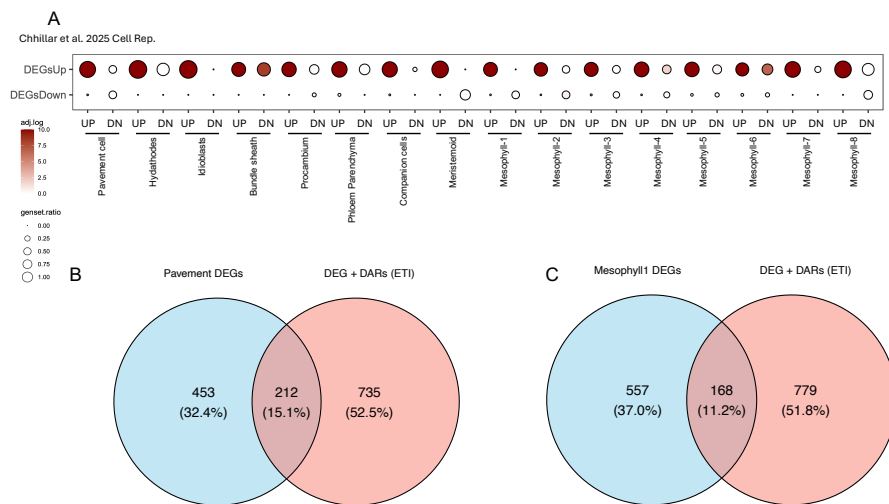 A
Chhillar et al. 2025 Cell Rep.
DEGsUp
DEGsDown
UP DN UP DN UP DN UP DN UP DN UP DN UP DN UP DN UP DN UP DN UP DN UP DN UP DN UP DN UP DN UP DN
Pavement cell
Hydathodes
Idioblasts
Bundle sheath
Procambium
Phloem Parenchyma
Companion cells
Meristemoid
Mesophyll-1
Mesophyll-2
Mesophyll-3
Mesophyll-4
Mesophyll-5
Mesophyll-6
Mesophyll-7
Mesophyll-8
adj.log
10.0
7.5
5.0
2.5
0.0
genset.ratio
0.00
0.25
0.50
0.75
1.00
B
Pavement DEGs
DEG + DARs (ETI)
453
(32.4%)
212
(15.1%)
735
(52.5%)
C
Mesophyll1 DEGs
DEG + DARs (ETI)
557
(37.0%)
168
(11.2%)
779
(51.8%)